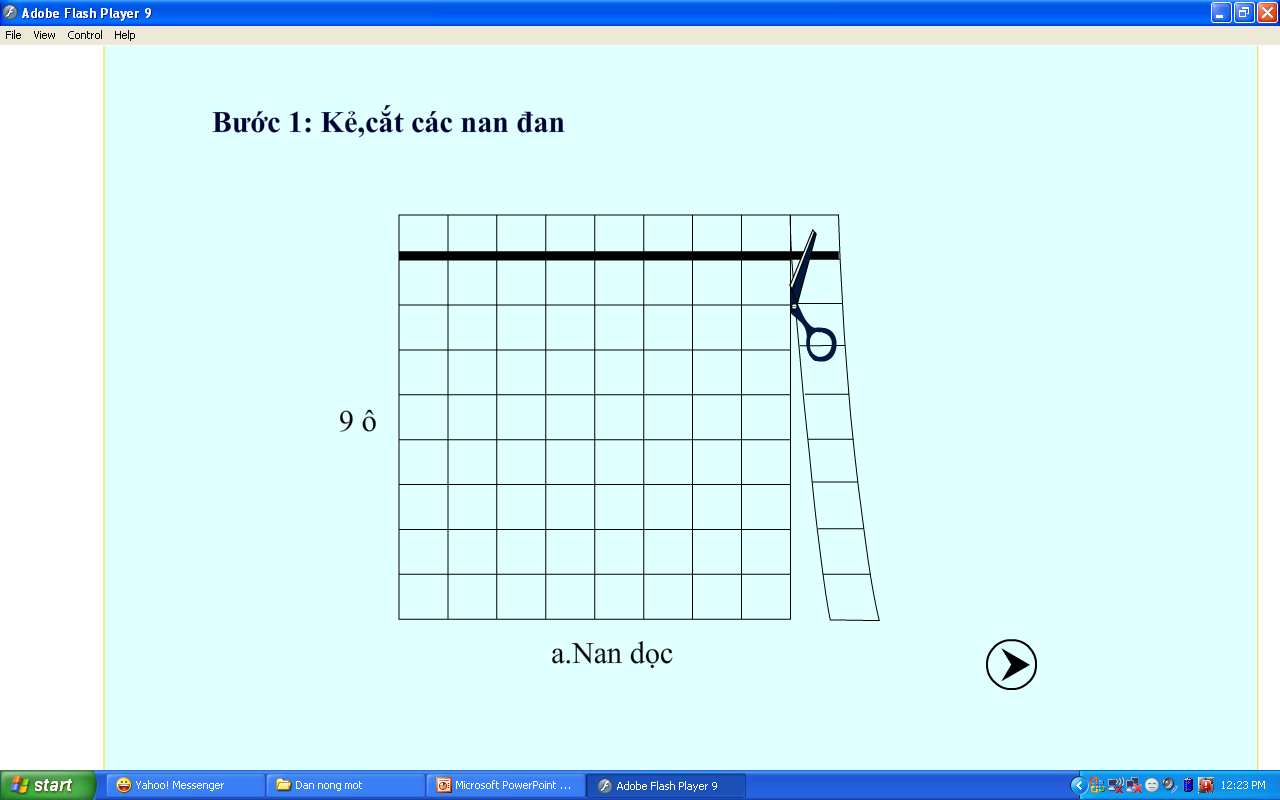 Adobe Flash Player 9
File View Control Help
Bước 1: Kẻ,cắt các nan đan
9 ô
a.Nan dọc
start
Yahoo! Messenger
Dan nong mot
Microsoft PowerPoint ...
Adobe Flash Player 9
12:23 PM